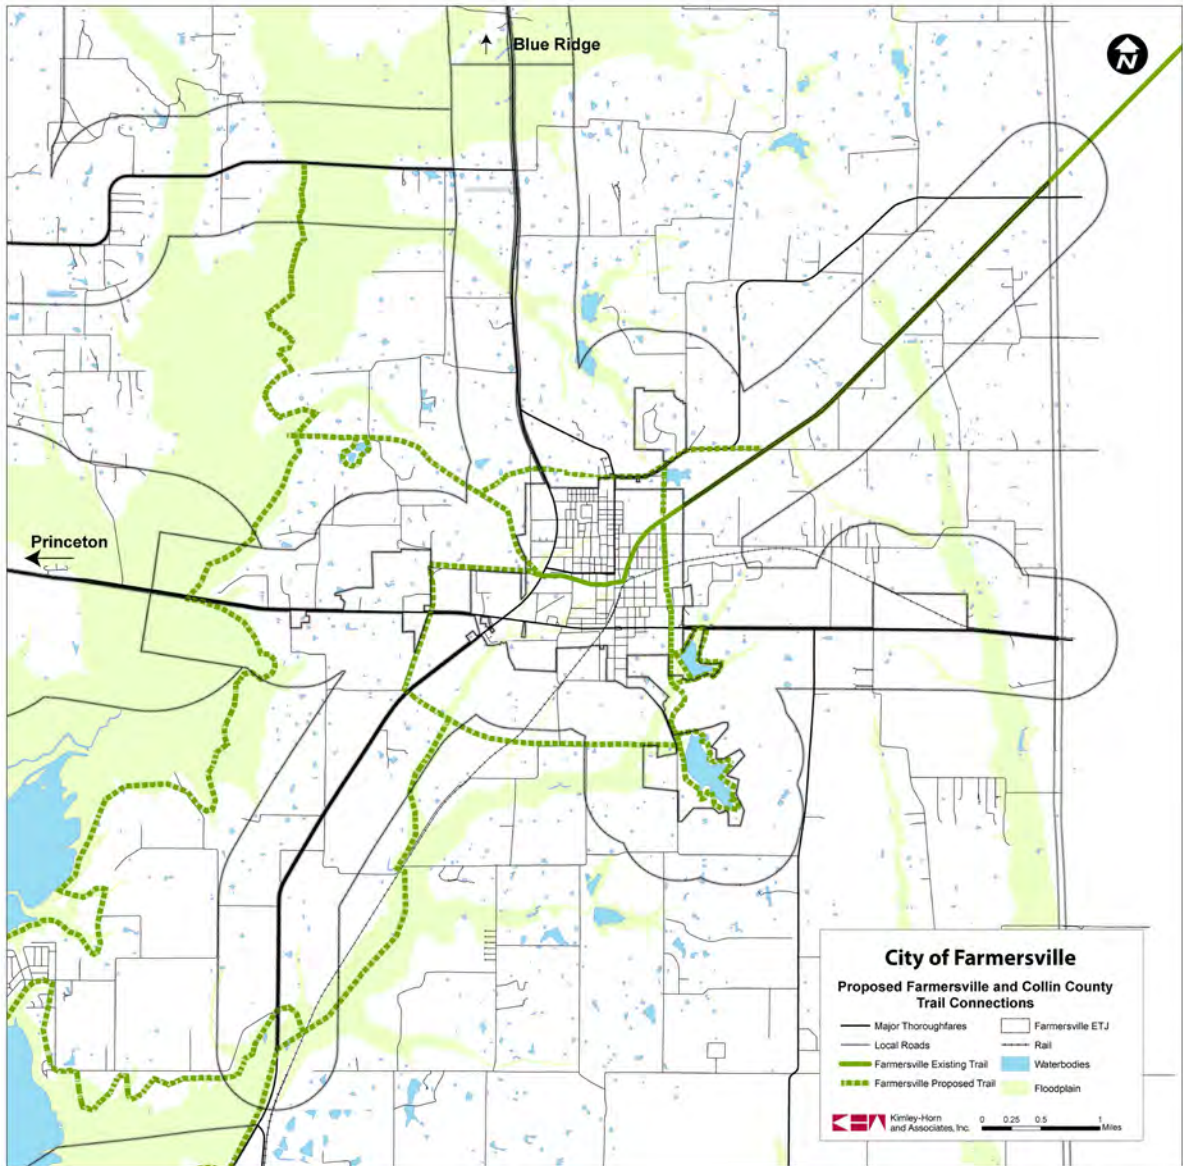 Blue Ridge
N
Princeton
City of Farmersville
Proposed Farmersville and Collin County
Trail Connections
Major Thoroughfares
Farmersville ETJ
Local Roads
Rail
Farmersville Existing Trail
Waterbodies
Farmersville Proposed Trail
Floodplain
Kimley-Horn
and Associates, Inc.
0 0.25 0.5 1
Miles